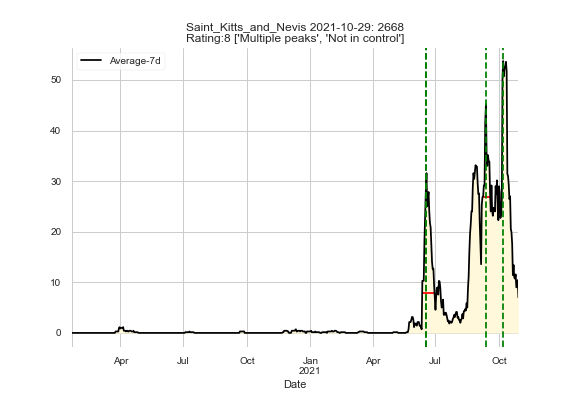 Saint_Kitts_and_Nevis 2021-10-29: 2668
Rating:8 ['Multiple peaks', 'Not in control']
Average-7d
50
40
30
20
10
0
Apr Jul Oct Jan Apr Jul Oct
2021
Date